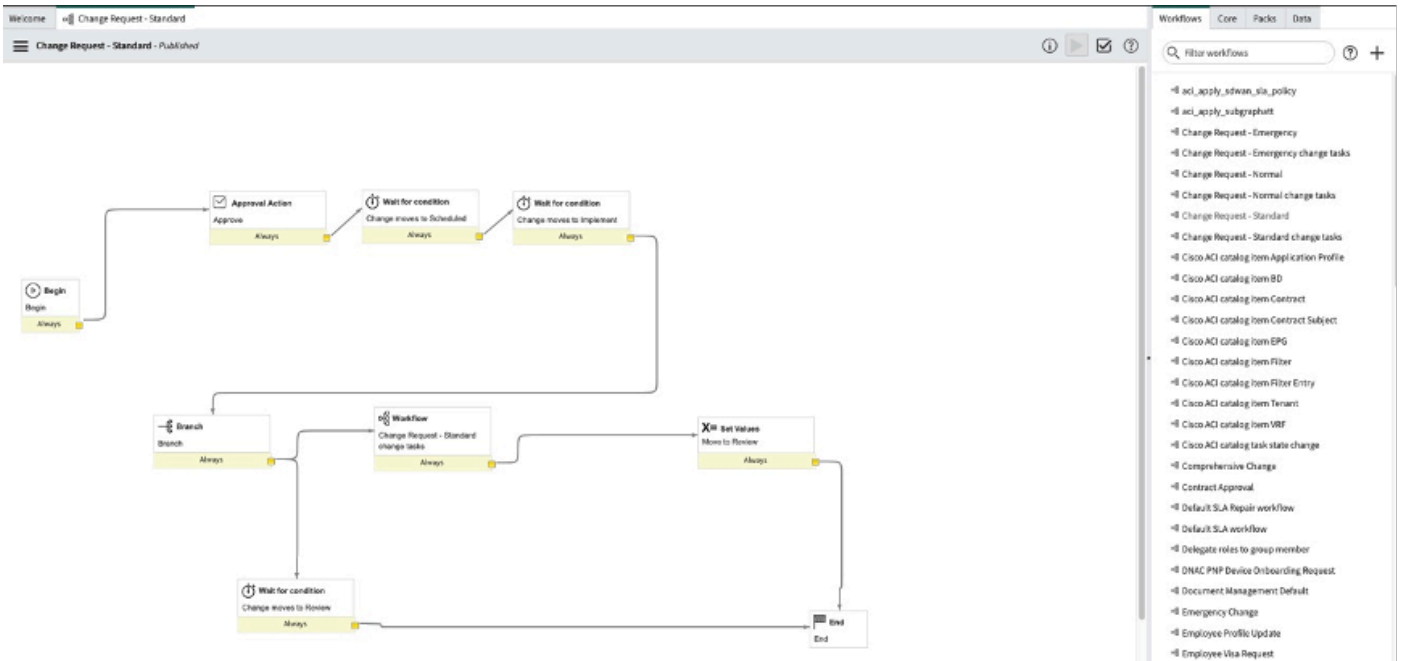 Welcome
Change Request - Standard
Workflows Core Packs Data
Change Request - Standard - Published
Filter workflows
aci_apply_sdwan_sla_policy
aci_apply_subgraphatt
Change Request - Emergency
Change Request - Emergency change tasks
Change Request - Normal
Change Request - Normal change tasks
Change Request - Standard
Change Request - Standard change tasks
Cisco ACI catalog item Application Profile
Cisco ACI catalog item BD
Cisco ACI catalog item Contract
Cisco ACI catalog item Contract Subject
Cisco ACI catalog item EPG
Cisco ACI catalog item Filter
Cisco ACI catalog item Filter Entry
Cisco ACI catalog item Tenant
Cisco ACI catalog item VRF
Cisco ACI catalog task state change
Comprehensive Change
Contract Approval
Default SLA Repair workflow
Default SLA workflow
Delegate roles to group member
DNAC PNP Device Onboarding Request
Document Management Default
Emergency Change
Employee Profile Update
Employee Visa Request
Begin
Begin
Always
Approval Action
Approve
Always
Wait for condition
Change moves to Scheduled
Always
Wait for condition
Change moves to Implement
Always
Branch
Branch
Always
Workflow
Change Request - Standard
change tasks
Always
Set Values
Move to Review
Always
Wait for condition
Change moves to Review
Always
End
End